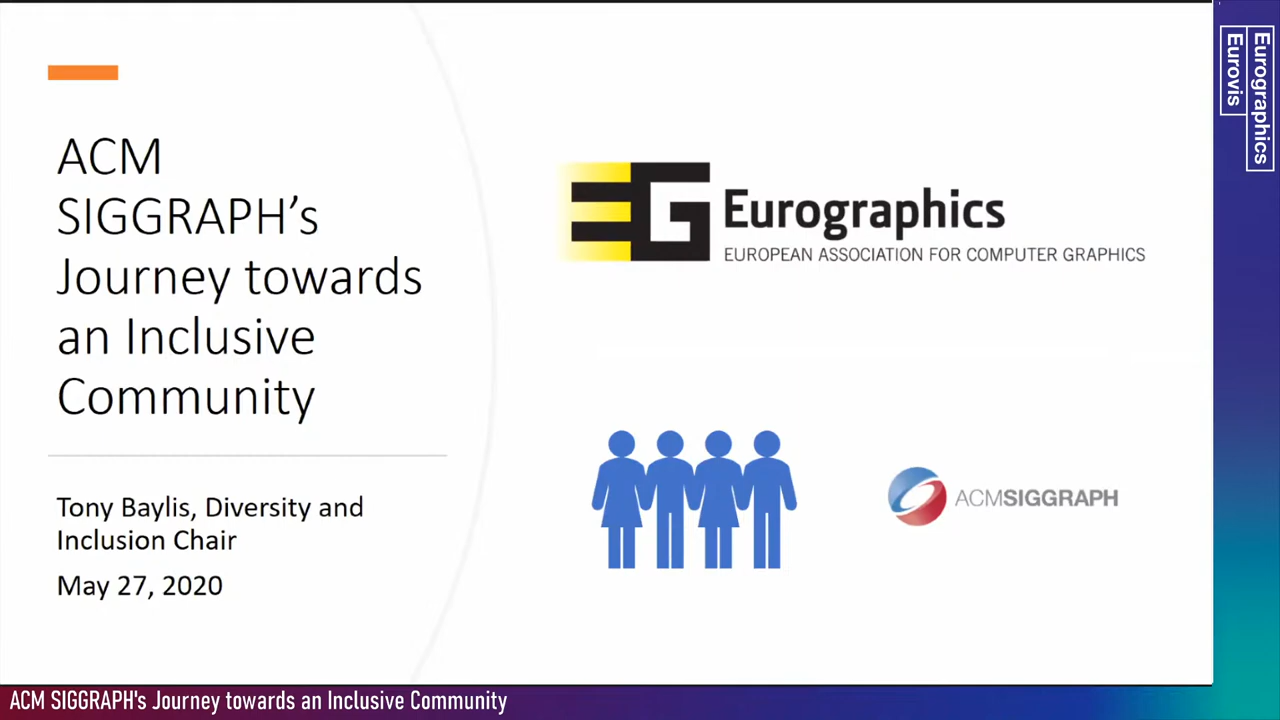 ACM
SIGGRAPH’s
Journey towards
an Inclusive
Community
Tony Baylis, Diversity and
Inclusion Chair
May 27, 2020
EG
Eurographics
EUROPEAN ASSOCIATION FOR COMPUTER GRAPHICS
ACMSIGGRAPH
Eurographics
Eurovis
ACM SIGGRAPH's Journey towards an Inclusive Community